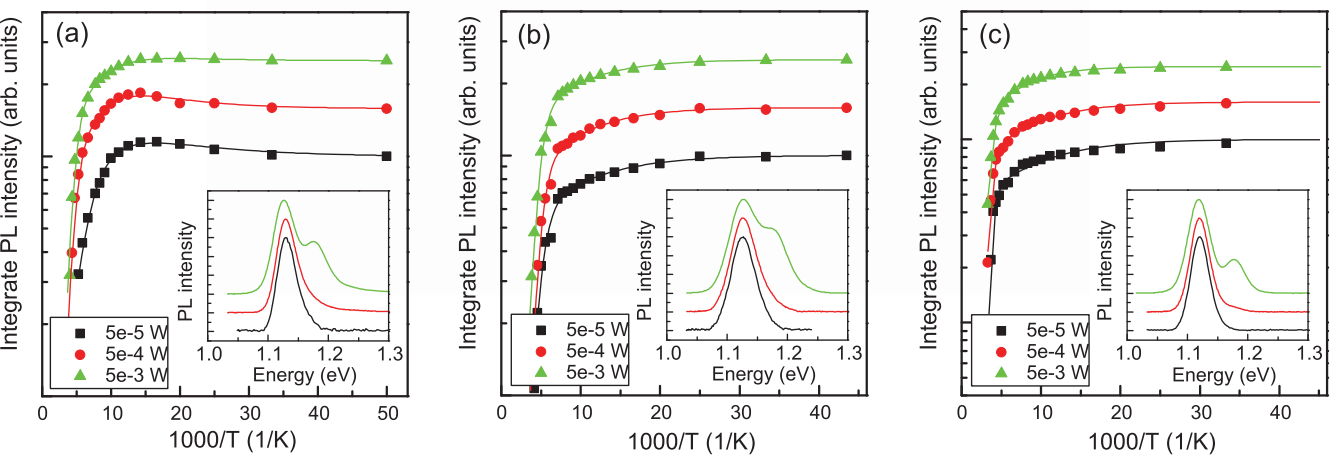 (a)
Integrate PL intensity (arb. units)
5e-5 W
5e-4 W
5e-3 W
PL intensity
1.0 1.1 1.2 1.3
Energy (eV)
0 10 20 30 40 50
1000/T (1/K)
(b)
Integrate PL intensity (arb. units)
5e-5 W
5e-4 W
5e-3 W
PL intensity
1.0 1.1 1.2 1.3
Energy (eV)
0 10 20 30 40
1000/T (1/K)
(c)
Integrate PL intensity (arb. units)
5e-5 W
5e-4 W
5e-3 W
PL intensity
1.0 1.1 1.2 1.3
Energy (eV)
0 10 20 30 40
1000/T (1/K)